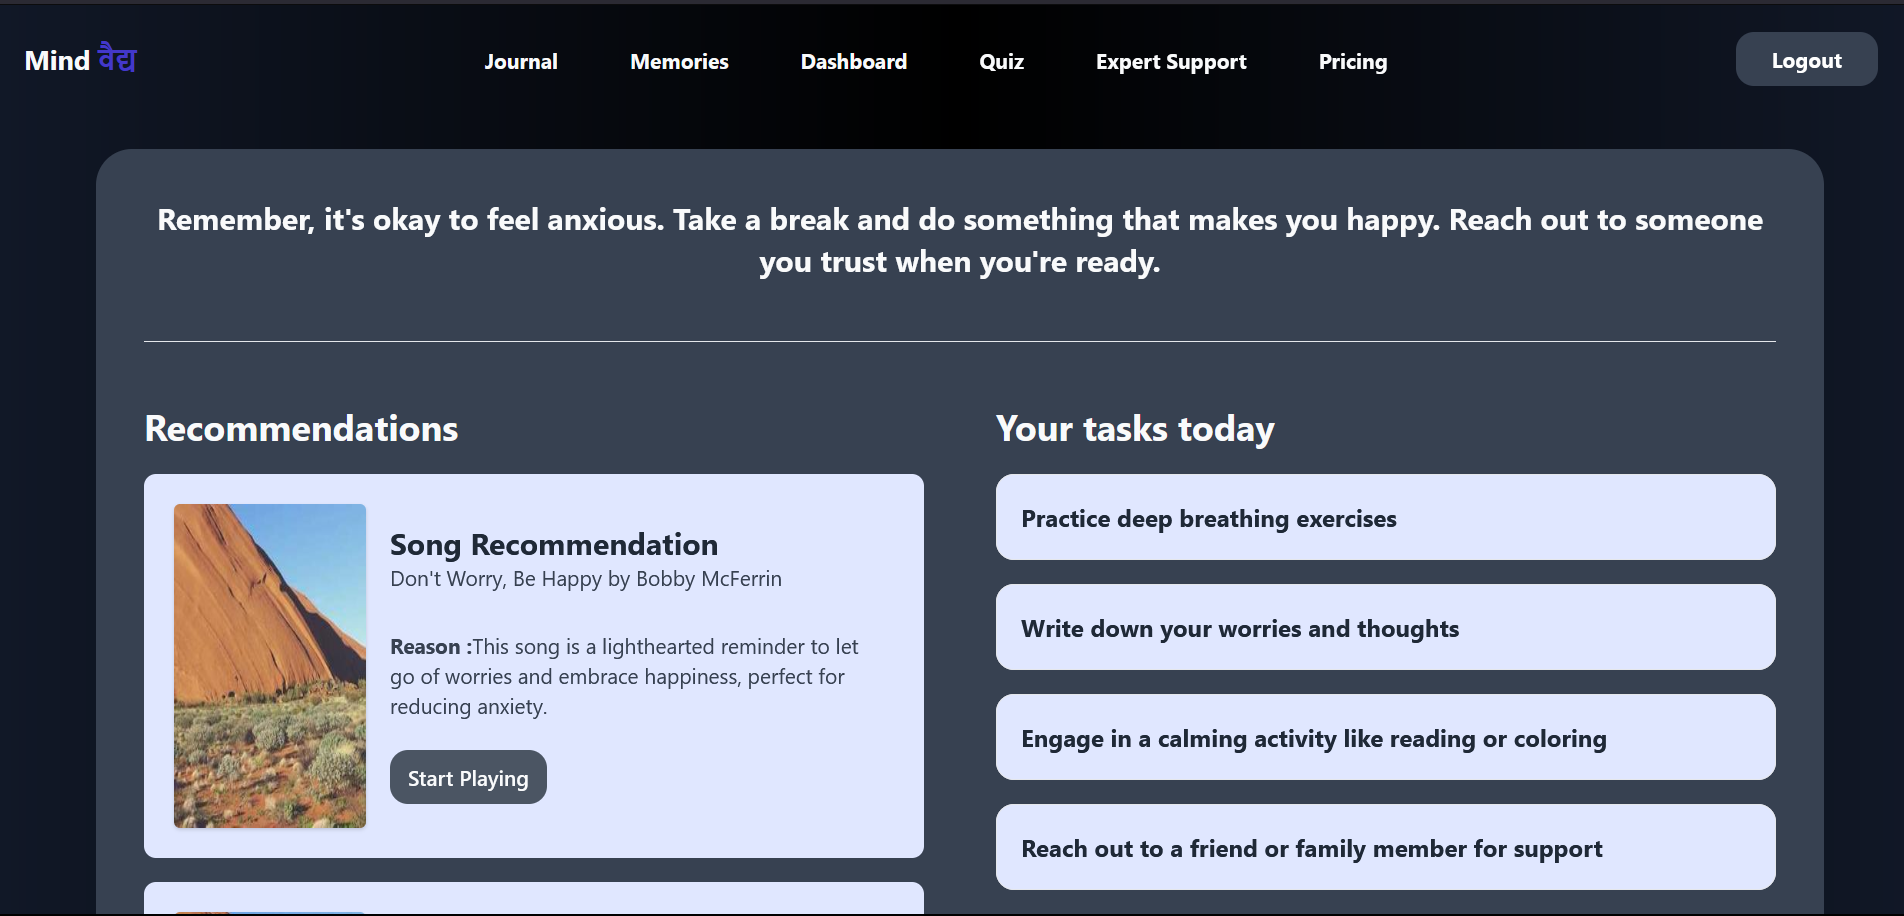 Mind वैद्य
Journal
Memories
Dashboard
Quiz
Expert Support
Pricing
Logout
Remember, it's okay to feel anxious. Take a break and do something that makes you happy. Reach out to someone
you trust when you're ready.
Recommendations
Song Recommendation
Don't Worry, Be Happy by Bobby McFerrin
Reason :This song is a lighthearted reminder to let
go of worries and embrace happiness, perfect for
reducing anxiety.
Start Playing
Your tasks today
Practice deep breathing exercises
Write down your worries and thoughts
Engage in a calming activity like reading or coloring
Reach out to a friend or family member for support